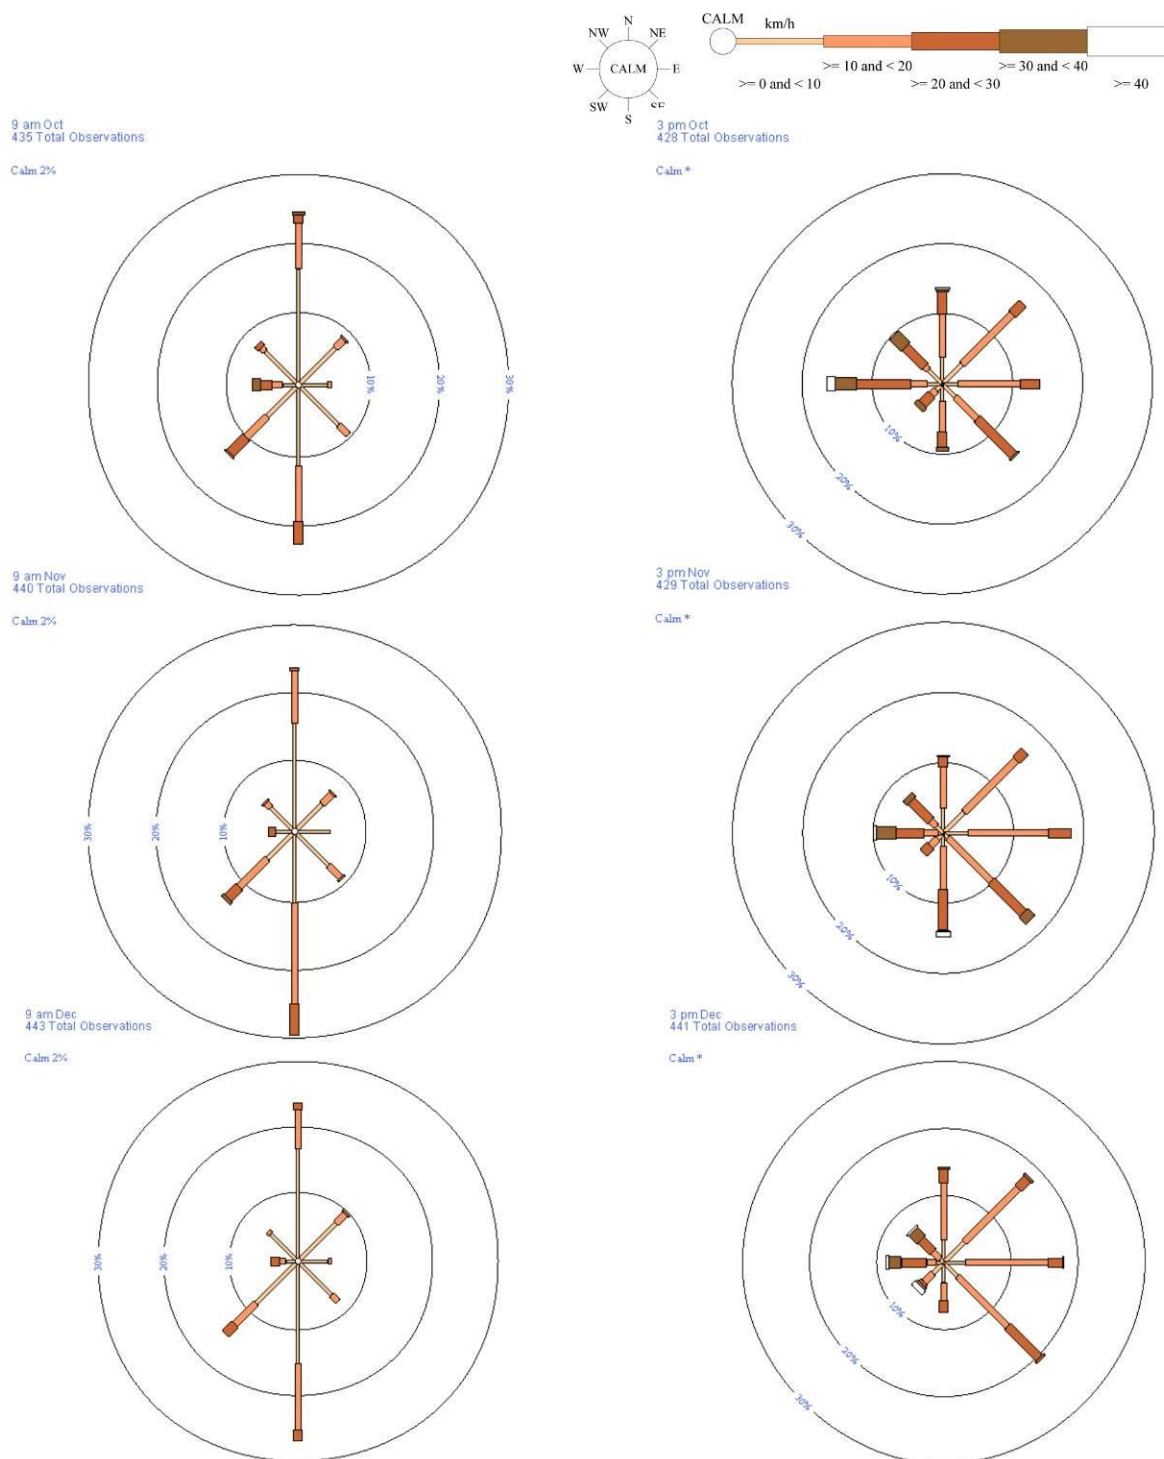 N
NW
NE
W
CALM
E
SW
SE
S
CALM
km/h
>= 10 and < 20
>= 30 and < 40
>= 0 and < 10
>= 20 and < 30
>= 40
9 am Oct
435 Total Observations
Calm 2%
10%
20%
30%
3 pm Oct
428 Total Observations
Calm *
10%
20%
30%
9 am Nov
440 Total Observations
Calm 2%
30%
20%
10%
3 pm Nov
429 Total Observations
Calm *
10%
20%
30%
9 am Dec
443 Total Observations
Calm 2%
30%
20%
10%
3 pm Dec
441 Total Observations
Calm *
10%
20%
30%